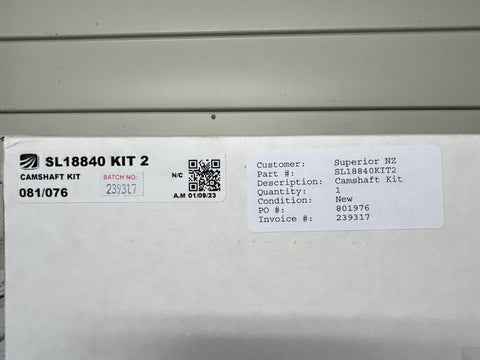 SL18840 KIT 2
CAMSHAFT KIT
BATCH NO:
239317
N/C
081/076
A.M 01/09/23
Customer: Superior NZ
Part #: SL18840KIT2
Description: Camshaft Kit
Quantity: 1
Condition: New
PO #: 801976
Invoice #: 239317